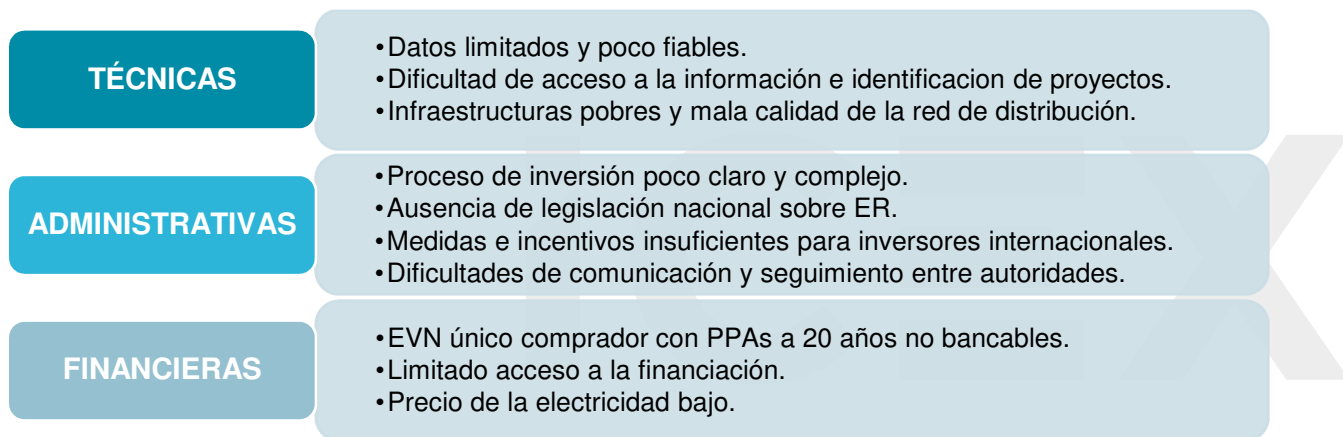 TÉCNICAS
•Datos limitados y poco fiables.
•Dificultad de acceso a la información e identificacion de proyectos.
•Infraestructuras pobres y mala calidad de la red de distribución.
ADMINISTRATIVAS
•Proceso de inversión poco claro y complejo.
•Ausencia de legislación nacional sobre ER.
•Medidas e incentivos insuficientes para inversores internacionales.
•Dificultades de comunicación y seguimiento entre autoridades.
FINANCIERAS
•EVN único comprador con PPAs a 20 años no bancables.
•Limitado acceso a la financiación.
•Precio de la electricidad bajo.
ICEX